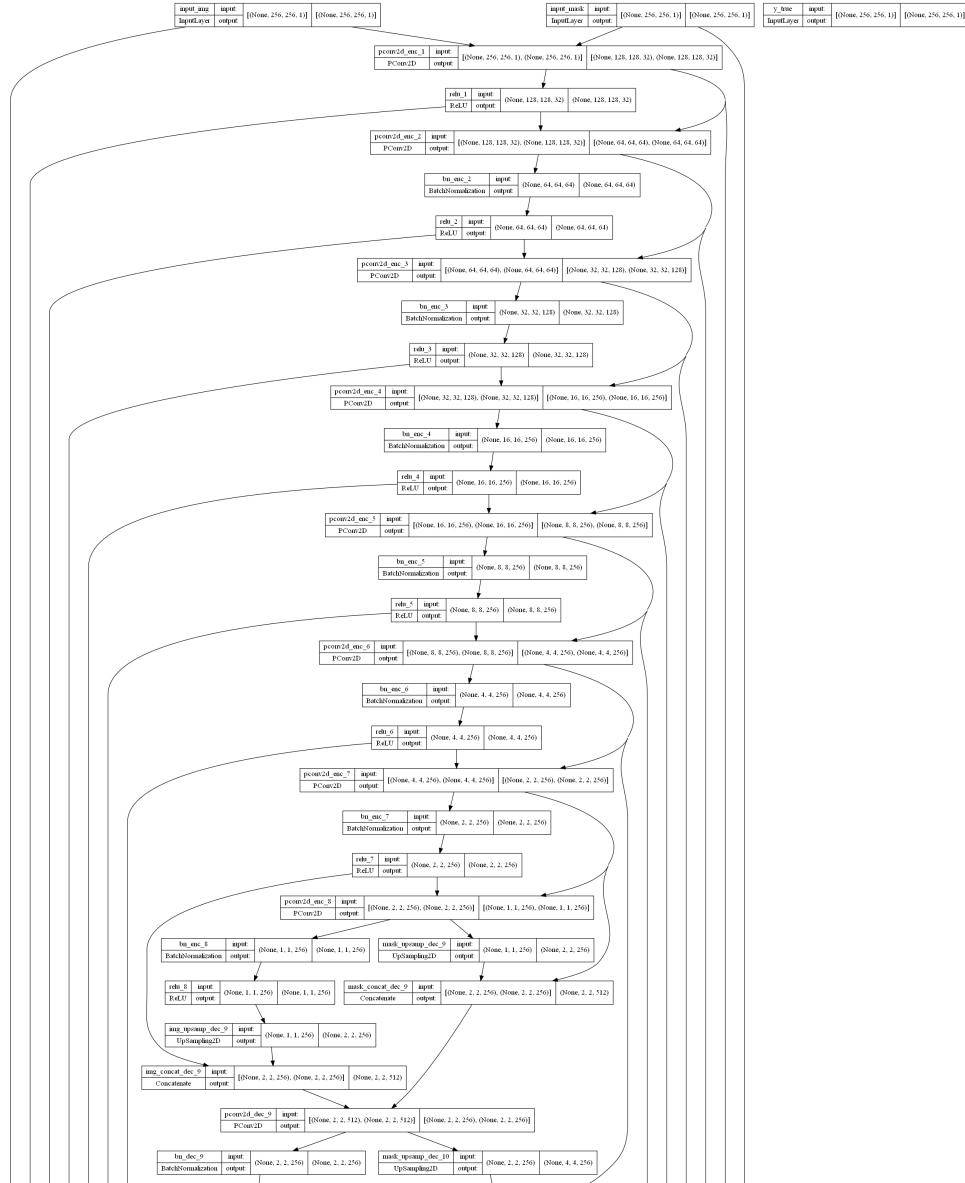 input_img input: [(None, 256, 256, 1)] [(None, 256, 256, 1)]
InputLayer output:
input_mask input: [(None, 256, 256, 1)] [(None, 256, 256, 1)]
InputLayer output:
y_true input: [(None, 256, 256, 1)] [(None, 256, 256, 1)]
InputLayer output:
pconv2d_enc_1 input: [(None, 256, 256, 1), (None, 256, 256, 1)] [(None, 128, 128, 32), (None, 128, 128, 32)]
PConv2D output:
relu_1 input: (None, 128, 128, 32) (None, 128, 128, 32)
ReLU output:
pconv2d_enc_2 input: [(None, 128, 128, 32), (None, 128, 128, 32)] [(None, 64, 64, 64), (None, 64, 64, 64)]
PConv2D output:
bn_enc_2 input: (None, 64, 64, 64) (None, 64, 64, 64)
BatchNormalization output:
relu_2 input: (None, 64, 64, 64) (None, 64, 64, 64)
ReLU output:
pconv2d_enc_3 input: [(None, 64, 64, 64), (None, 64, 64, 64)] [(None, 32, 32, 128), (None, 32, 32, 128)]
PConv2D output:
bn_enc_3 input: (None, 32, 32, 128) (None, 32, 32, 128)
BatchNormalization output:
relu_3 input: (None, 32, 32, 128) (None, 32, 32, 128)
ReLU output:
pconv2d_enc_4 input: [(None, 32, 32, 128), (None, 32, 32, 128)] [(None, 16, 16, 256), (None, 16, 16, 256)]
PConv2D output:
bn_enc_4 input: (None, 16, 16, 256) (None, 16, 16, 256)
BatchNormalization output:
relu_4 input: (None, 16, 16, 256) (None, 16, 16, 256)
ReLU output:
pconv2d_enc_5 input: [(None, 16, 16, 256), (None, 16, 16, 256)] [(None, 8, 8, 256), (None, 8, 8, 256)]
PConv2D output:
bn_enc_5 input: (None, 8, 8, 256) (None, 8, 8, 256)
BatchNormalization output:
relu_5 input: (None, 8, 8, 256) (None, 8, 8, 256)
ReLU output:
pconv2d_enc_6 input: [(None, 8, 8, 256), (None, 8, 8, 256)] [(None, 4, 4, 256), (None, 4, 4, 256)]
PConv2D output:
bn_enc_6 input: (None, 4, 4, 256) (None, 4, 4, 256)
BatchNormalization output:
relu_6 input: (None, 4, 4, 256) (None, 4, 4, 256)
ReLU output:
pconv2d_enc_7 input: [(None, 4, 4, 256), (None, 4, 4, 256)] [(None, 2, 2, 256), (None, 2, 2, 256)]
PConv2D output:
bn_enc_7 input: (None, 2, 2, 256) (None, 2, 2, 256)
BatchNormalization output:
relu_7 input: (None, 2, 2, 256) (None, 2, 2, 256)
ReLU output:
pconv2d_enc_8 input: [(None, 2, 2, 256), (None, 2, 2, 256)] [(None, 1, 1, 256), (None, 1, 1, 256)]
PConv2D output:
bn_enc_8 input: (None, 1, 1, 256) (None, 1, 1, 256)
BatchNormalization output:
mask_upsamp_dec_9 input: (None, 1, 1, 256) (None, 2, 2, 256)
UpSampling2D output:
relu_8 input: (None, 1, 1, 256) (None, 1, 1, 256)
ReLU output:
mask_concat_dec_9 input: [(None, 2, 2, 256), (None, 2, 2, 256)] (None, 2, 2, 512)
Concatenate output:
img_upsamp_dec_9 input: (None, 1, 1, 256) (None, 2, 2, 256)
UpSampling2D output:
img_concat_dec_9 input: [(None, 2, 2, 256), (None, 2, 2, 256)] (None, 2, 2, 512)
Concatenate output:
pconv2d_dec_9 input: [(None, 2, 2, 512), (None, 2, 2, 512)] [(None, 2, 2, 256), (None, 2, 2, 256)]
PConv2D output:
bn_dec_9 input: (None, 2, 2, 256) (None, 2, 2, 256)
BatchNormalization output:
mask_upsamp_dec_10 input: (None, 2, 2, 256) (None, 4, 4, 256)
UpSampling2D output: